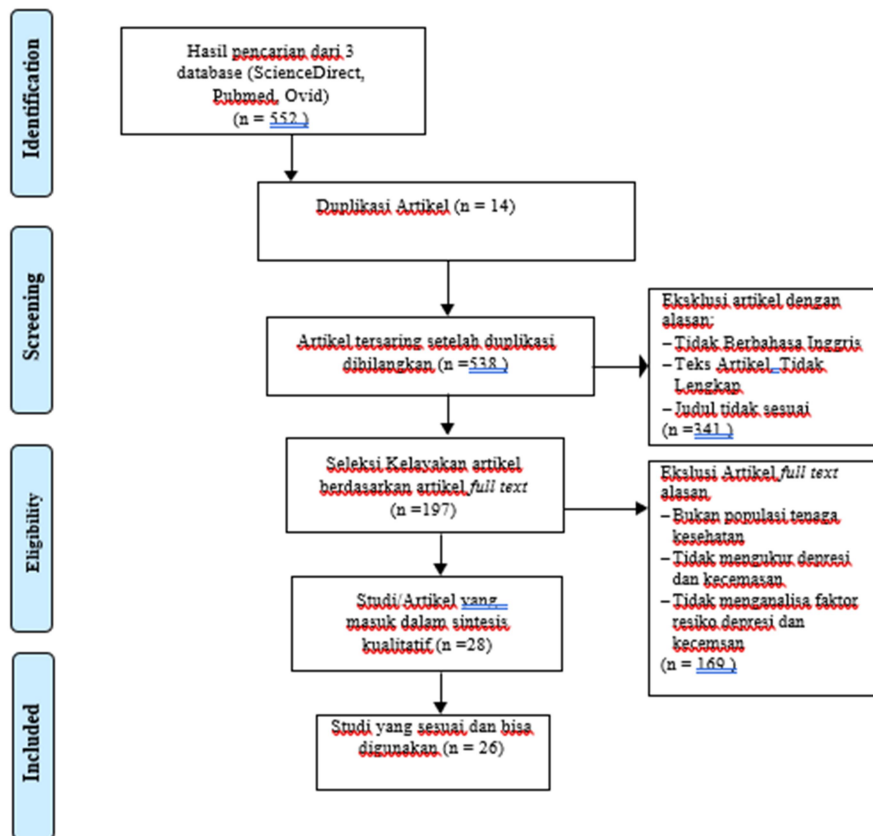 Identification
Hasil pencarian dari 3
database (ScienceDirect,
Pubmed, Ovid)
(n = 552 )
Duplikasi Artikel (n = 14)
Screening
Artikel tersaring setelah duplikasi
dihilangkan (n =538 )
Eksklusi artikel dengan
alasan:
– Tidak Berbahasa Inggris
– Teks Artikel Tidak
Lengkap
– Judul tidak sesuai
(n =341 )
Eligibility
Seleksi Kelayakan artikel
berdasarkan artikel full text
(n =197)
Ekslusi Artikel full text
alasan
– Bukan populasi tenaga
kesehatan
– Tidak mengukur depresi
dan kecemasan
– Tidak menganalisa faktor
resiko depresi dan
kecemsan
(n = 169 )
Studi/Artikel yang
masuk dalam sintesis
kualitatif (n =28)
Included
Studi yang sesuai dan bisa
digunakan (n = 26)